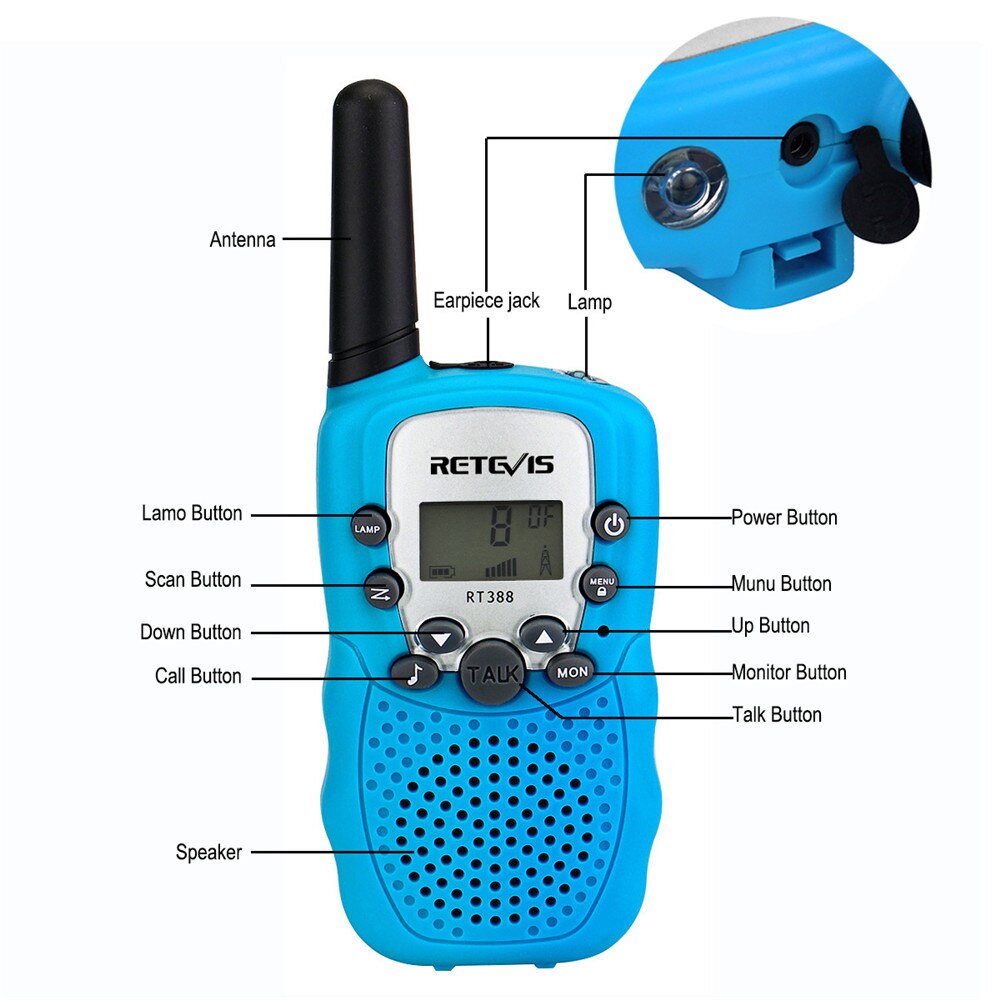 Antenna
Earpiece jack
Lamp
RETEVIS
Lamo Button
LAMP
8 OF
Power Button
Scan Button
MENU
Munu Button
RT388
Down Button
Up Button
Call Button
TALK
MON
Monitor Button
Talk Button
Speaker